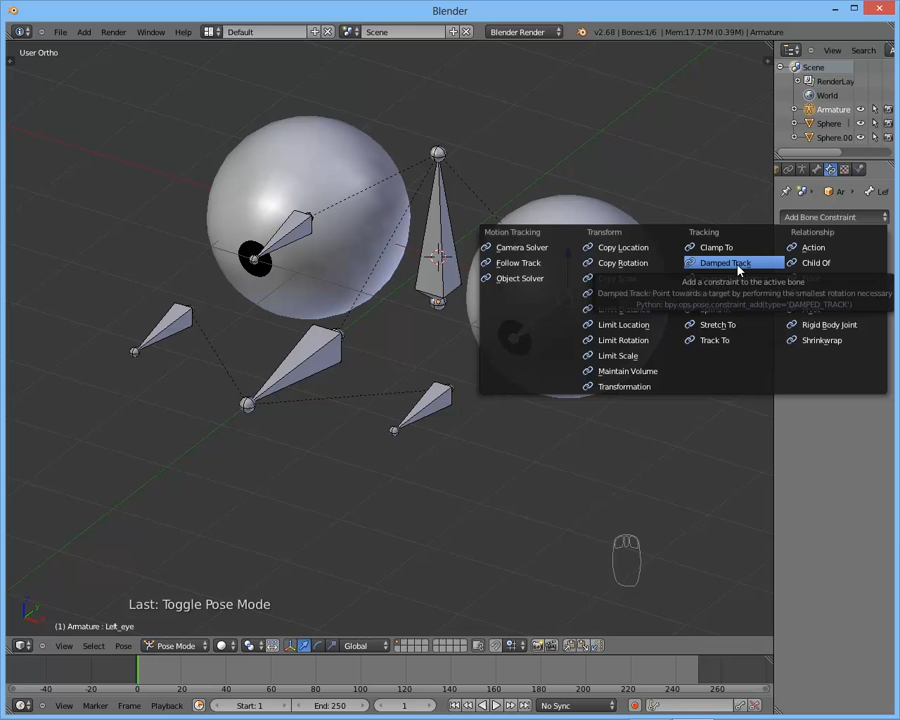 Blender
File Add Render Window Help Default Scene Blender Render v2.68 | Bones:1/6 | Mem:17.17M (0.39M) | Armature
User Ortho
View Search
Scene
RenderLay
World
Armature
Sphere
Sphere.00
Ar Lef
Add Bone Constraint
Motion Tracking Transform Tracking Relationship
Camera Solver Copy Location Clamp To Action
Follow Track Copy Rotation Damped Track Child Of
Object Solver
Add a constraint to the active bone
Damped Track: Point towards a target by performing the smallest rotation necessary
Python: bpy.ops.pose.constraint_add(type='DAMPED_TRACK')
Limit Location Stretch To Rigid Body Joint
Limit Rotation Track To Shrinkwrap
Limit Scale
Maintain Volume
Transformation
Last: Toggle Pose Mode
(1) Armature : Left_eye
View Select Pose Pose Mode Global
-40 -20 0 20 40 60 80 100 120 140 160 180 200 220 240 260
View Marker Frame Playback Start: 1 End: 250 1 No Sync